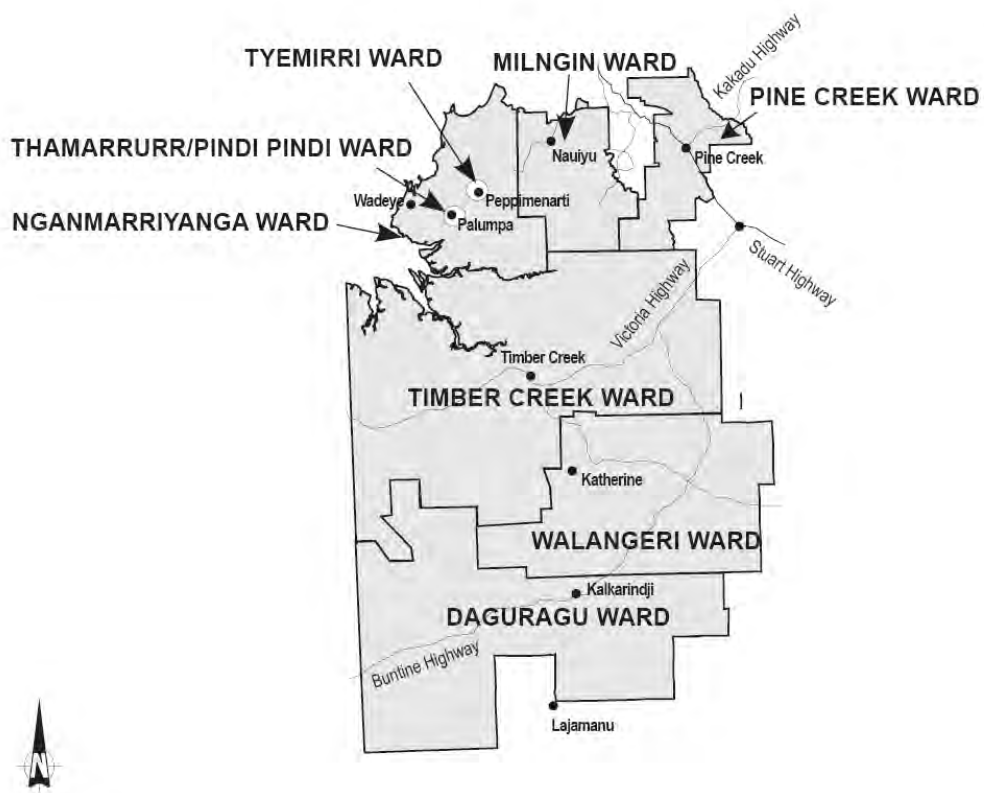 Kakadu Highway
TYEMIRRI WARD
MILNGIN WARD
PINE CREEK WARD
THAMARRURR/PINDI PINDI WARD
Nauiyu
Pine Creek
Wadeye
Peppimenarti
NGANMARRIYANGA WARD
Palumpa
Stuart Highway
Victoria Highway
Timber Creek
TIMBER CREEK WARD
Katherine
WALANGERI WARD
Kalkarindji
DAGURAGU WARD
Buntine Highway
Lajamanu
N